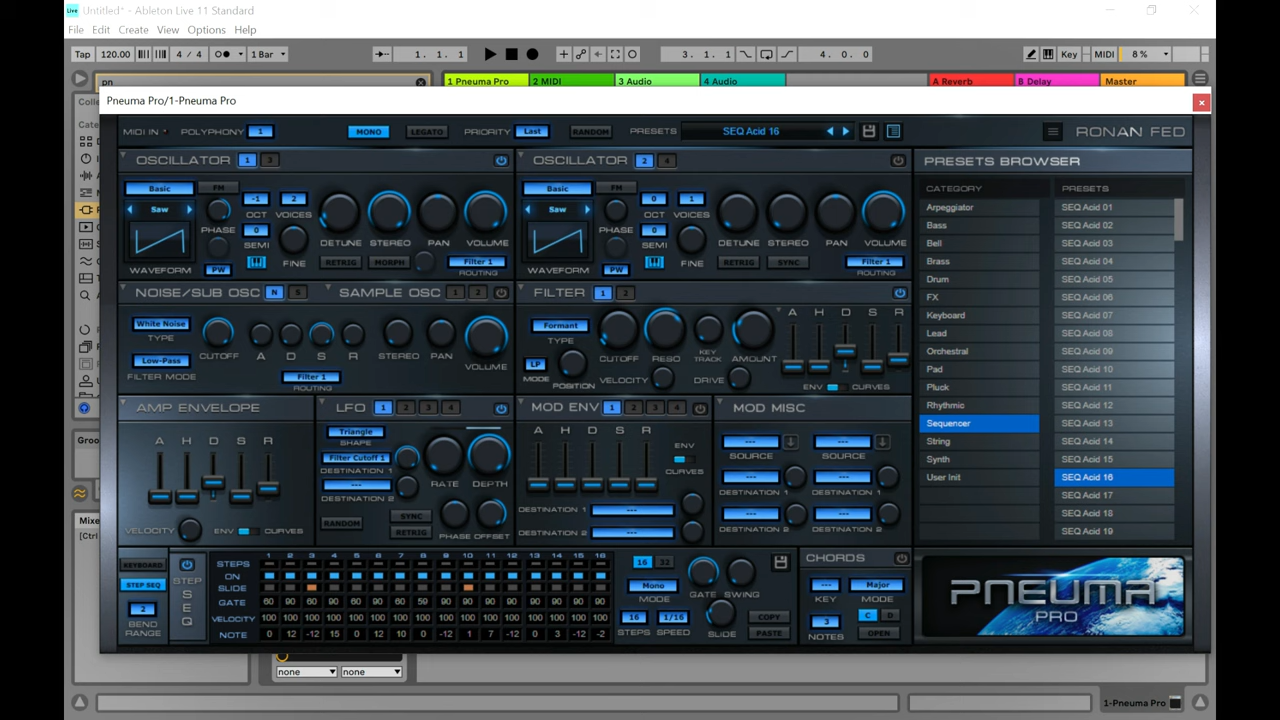 Untitled* - Ableton Live 11 Standard
File Edit Create View Options Help
Tap 120.00 4 / 4 1 Bar 1. 1. 1 3. 1. 1 4. 0. 0 Key MIDI 8 %
pn 1 Pneuma Pro 2 MIDI 3 Audio 4 Audio A Reverb B Delay Master
Pneuma Pro/1-Pneuma Pro
Colle
Cate
Groo
Mixe
[Ctrl
MIDI IN POLYPHONY 1 MONO LEGATO PRIORITY Last RANDOM PRESETS SEQ Acid 16 RONAN FED
OSCILLATOR 1 3
Basic FM
Saw -1 2
OCT VOICES
PHASE 0
SEMI FINE DETUNE STEREO PAN VOLUME
WAVEFORM PW RETRIG MORPH Filter 1
ROUTING
OSCILLATOR 2 4
Basic FM
Saw 0 1
OCT VOICES
PHASE 0
SEMI FINE DETUNE STEREO PAN VOLUME
WAVEFORM PW RETRIG SYNC Filter 1
ROUTING
NOISE/SUB OSC N S SAMPLE OSC 1 2
White Noise
TYPE CUTOFF A D S R STEREO PAN VOLUME
Low-Pass
FILTER MODE Filter 1
ROUTING
FILTER 1 2
Formant
TYPE CUTOFF RESO KEY TRACK AMOUNT A H D S R
LP
MODE POSITION VELOCITY DRIVE ENV CURVES
AMP ENVELOPE
A H D S R
VELOCITY ENV CURVES
LFO 1 2 3 4
Triangle
SHAPE
Filter Cutoff 1
DESTINATION 1 RATE DEPTH
---
DESTINATION 2
RANDOM SYNC
RETRIG PHASE OFFSET
MOD ENV 1 2 3 4
A H D S R ENV
CURVES
DESTINATION 1 ---
DESTINATION 2 ---
MOD MISC
--- ---
SOURCE SOURCE
--- ---
DESTINATION 1 DESTINATION 1
--- ---
DESTINATION 2 DESTINATION 2
KEYBOARD
STEP SEQ
2
BEND
RANGE
STEP SEQ
STEPS 1 2 3 4 5 6 7 8 9 10 11 12 13 14 15 16
ON
SLIDE
GATE 60 90 90 60 90 60 90 59 90 90 90 60 90 90 90 90
VELOCITY 100 100 100 100 100 100 100 100 100 100 100 100 100 100 100 100
NOTE 0 12 -12 15 0 12 10 0 -12 1 7 -12 0 3 -12 -2
16 32
Mono
MODE GATE SWING
16 1/16
STEPS SPEED SLIDE COPY
PASTE
CHORDS
--- Major
KEY MODE
3 C D
NOTES OPEN
PRESETS BROWSER
CATEGORY
Arpeggiator
Bass
Bell
Brass
Drum
FX
Keyboard
Lead
Orchestral
Pad
Pluck
Rhythmic
Sequencer
String
Synth
User Init
PRESETS
SEQ Acid 01
SEQ Acid 02
SEQ Acid 03
SEQ Acid 04
SEQ Acid 05
SEQ Acid 06
SEQ Acid 07
SEQ Acid 08
SEQ Acid 09
SEQ Acid 10
SEQ Acid 11
SEQ Acid 12
SEQ Acid 13
SEQ Acid 14
SEQ Acid 15
SEQ Acid 16
SEQ Acid 17
SEQ Acid 18
SEQ Acid 19
PNEUMA
PRO
none none
1-Pneuma Pro